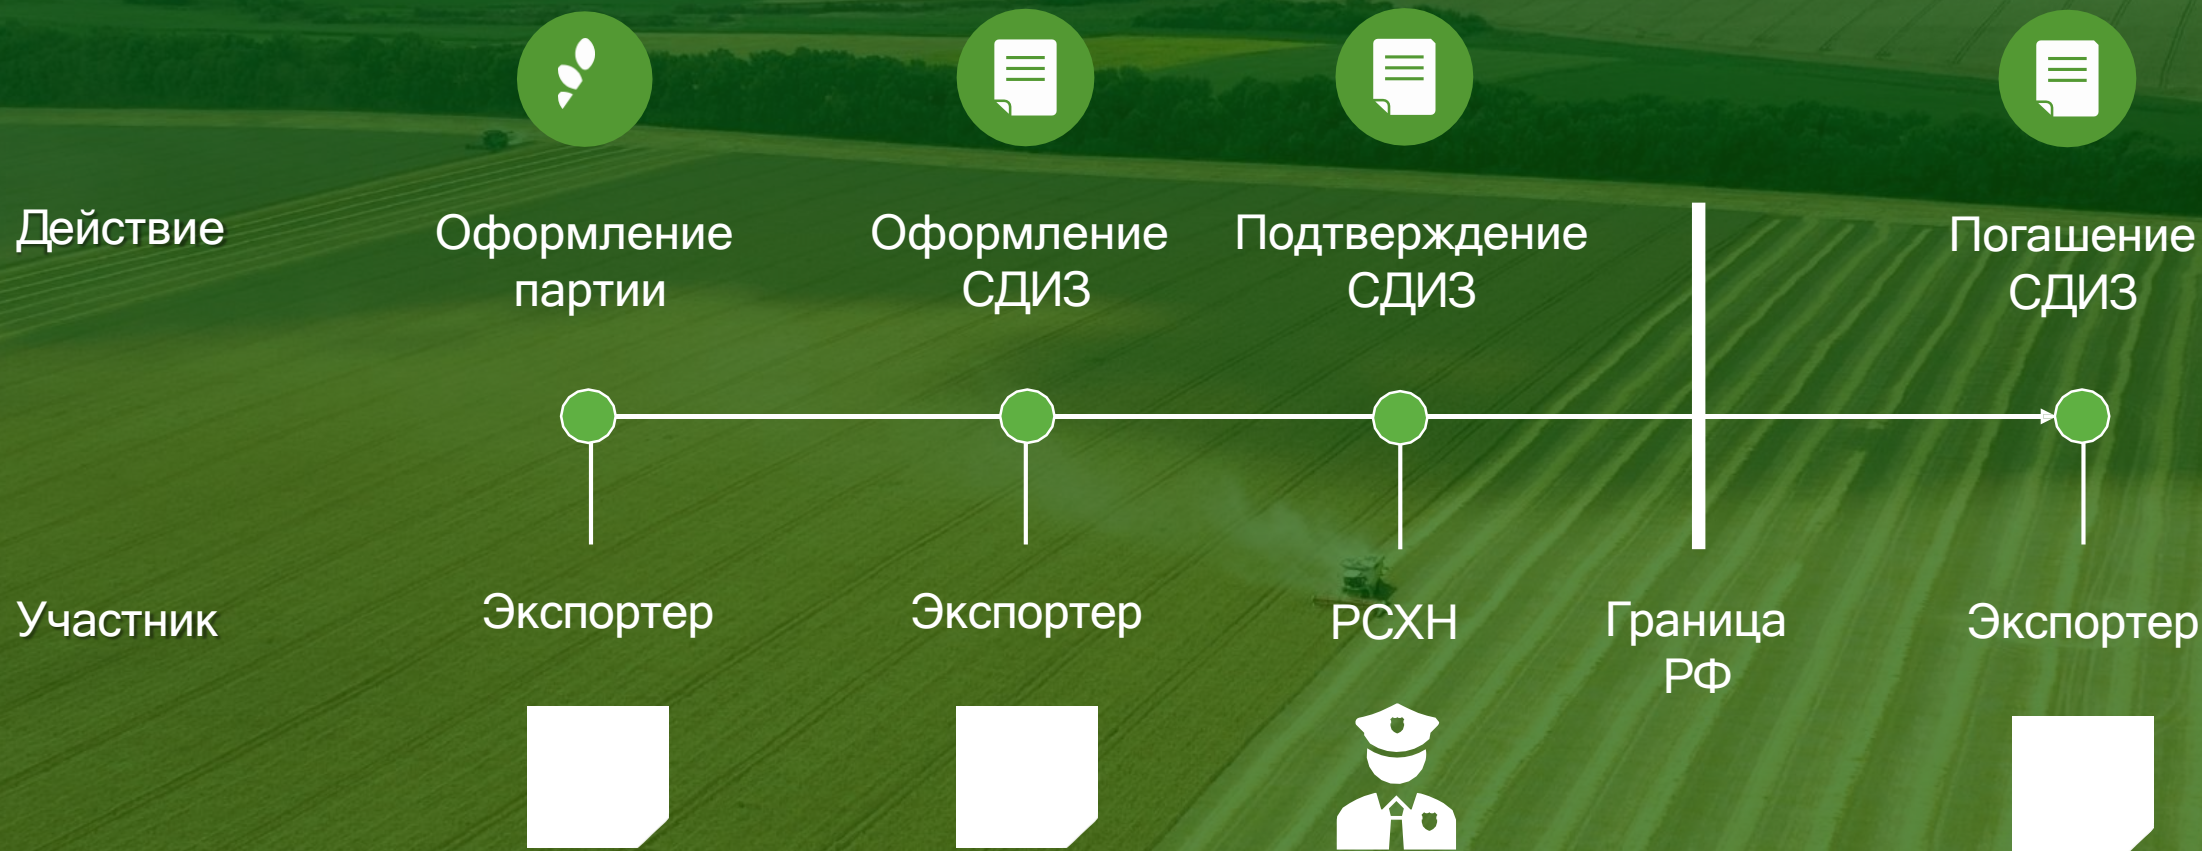 Действие
Оформление
партии
Оформление
СДИЗ
Подтверждение
СДИЗ
Погашение
СДИЗ
Участник
Экспортер
Экспортер
РСХН
Граница
РФ
Экспортер